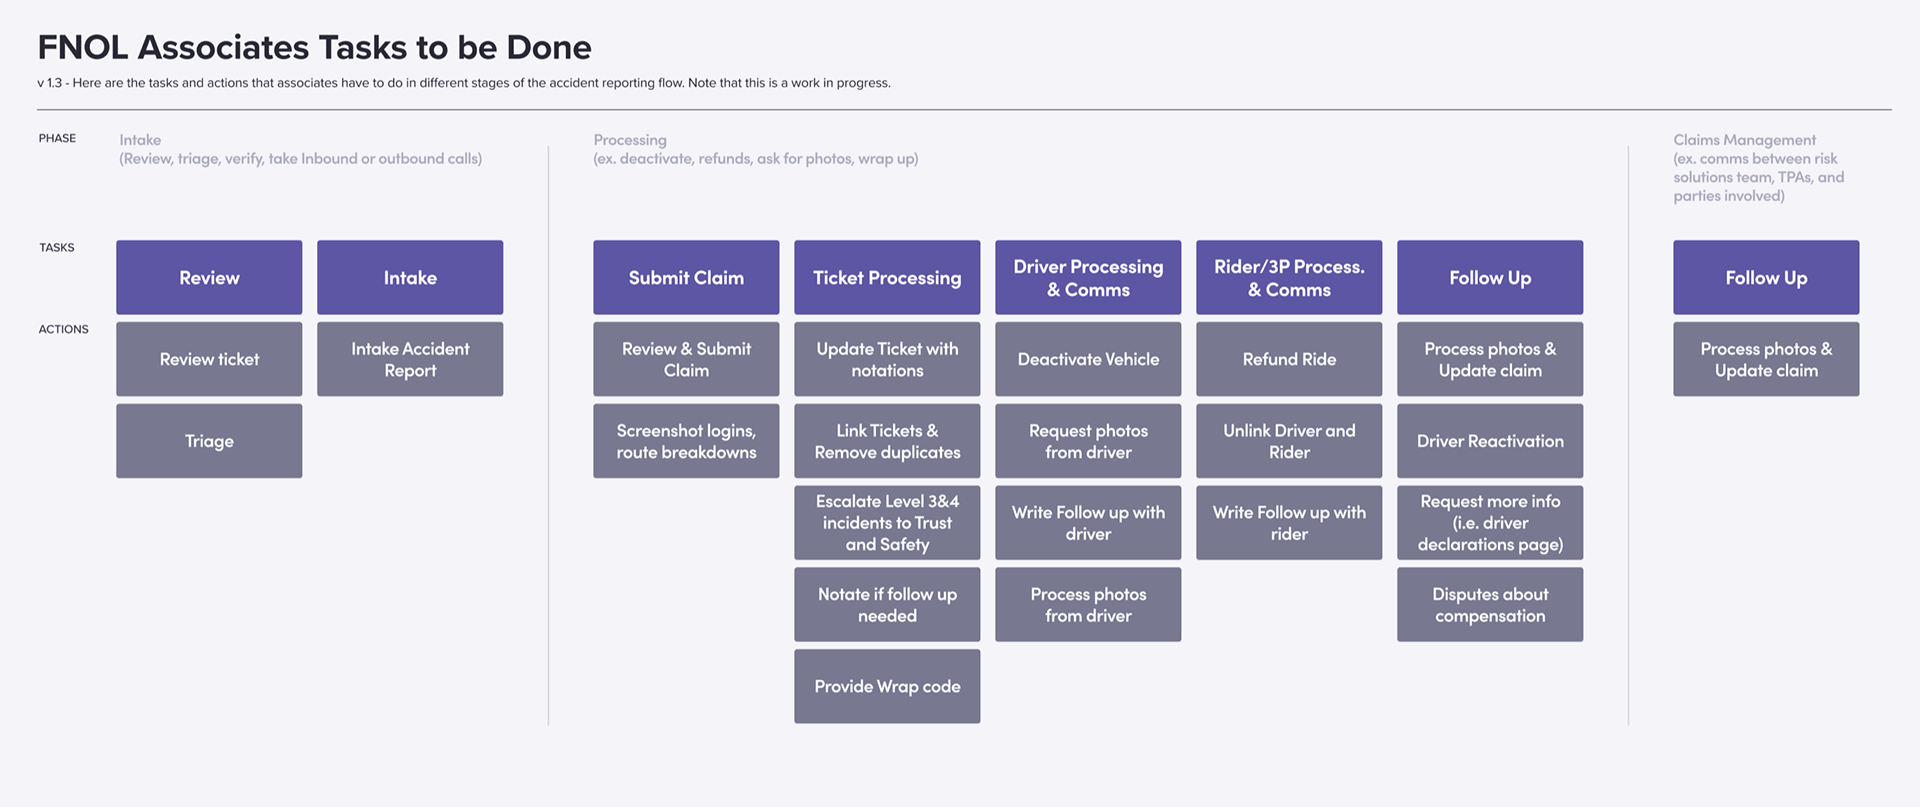 FNOL Associates Tasks to be Done
v 1.3 - Here are the tasks and actions that associates have to do in different stages of the accident reporting flow. Note that this is a work in progress.
PHASE
Intake
(Review, triage, verify, take Inbound or outbound calls)
Processing
(ex. deactivate, refunds, ask for photos, wrap up)
Claims Management
(ex. comms between risk
solutions team, TPAs, and
parties involved)
TASKS
Review
Intake
Submit Claim
Ticket Processing
Driver Processing
& Comms
Rider/3P Process.
& Comms
Follow Up
Follow Up
ACTIONS
Review ticket
Triage
Intake Accident
Report
Review & Submit
Claim
Screenshot logins,
route breakdowns
Update Ticket with
notations
Link Tickets &
Remove duplicates
Escalate Level 3&4
incidents to Trust
and Safety
Notate if follow up
needed
Provide Wrap code
Deactivate Vehicle
Request photos
from driver
Write Follow up with
driver
Process photos
from driver
Refund Ride
Unlink Driver and
Rider
Write Follow up with
rider
Process photos &
Update claim
Driver Reactivation
Request more info
(i.e. driver
declarations page)
Disputes about
compensation
Process photos &
Update claim